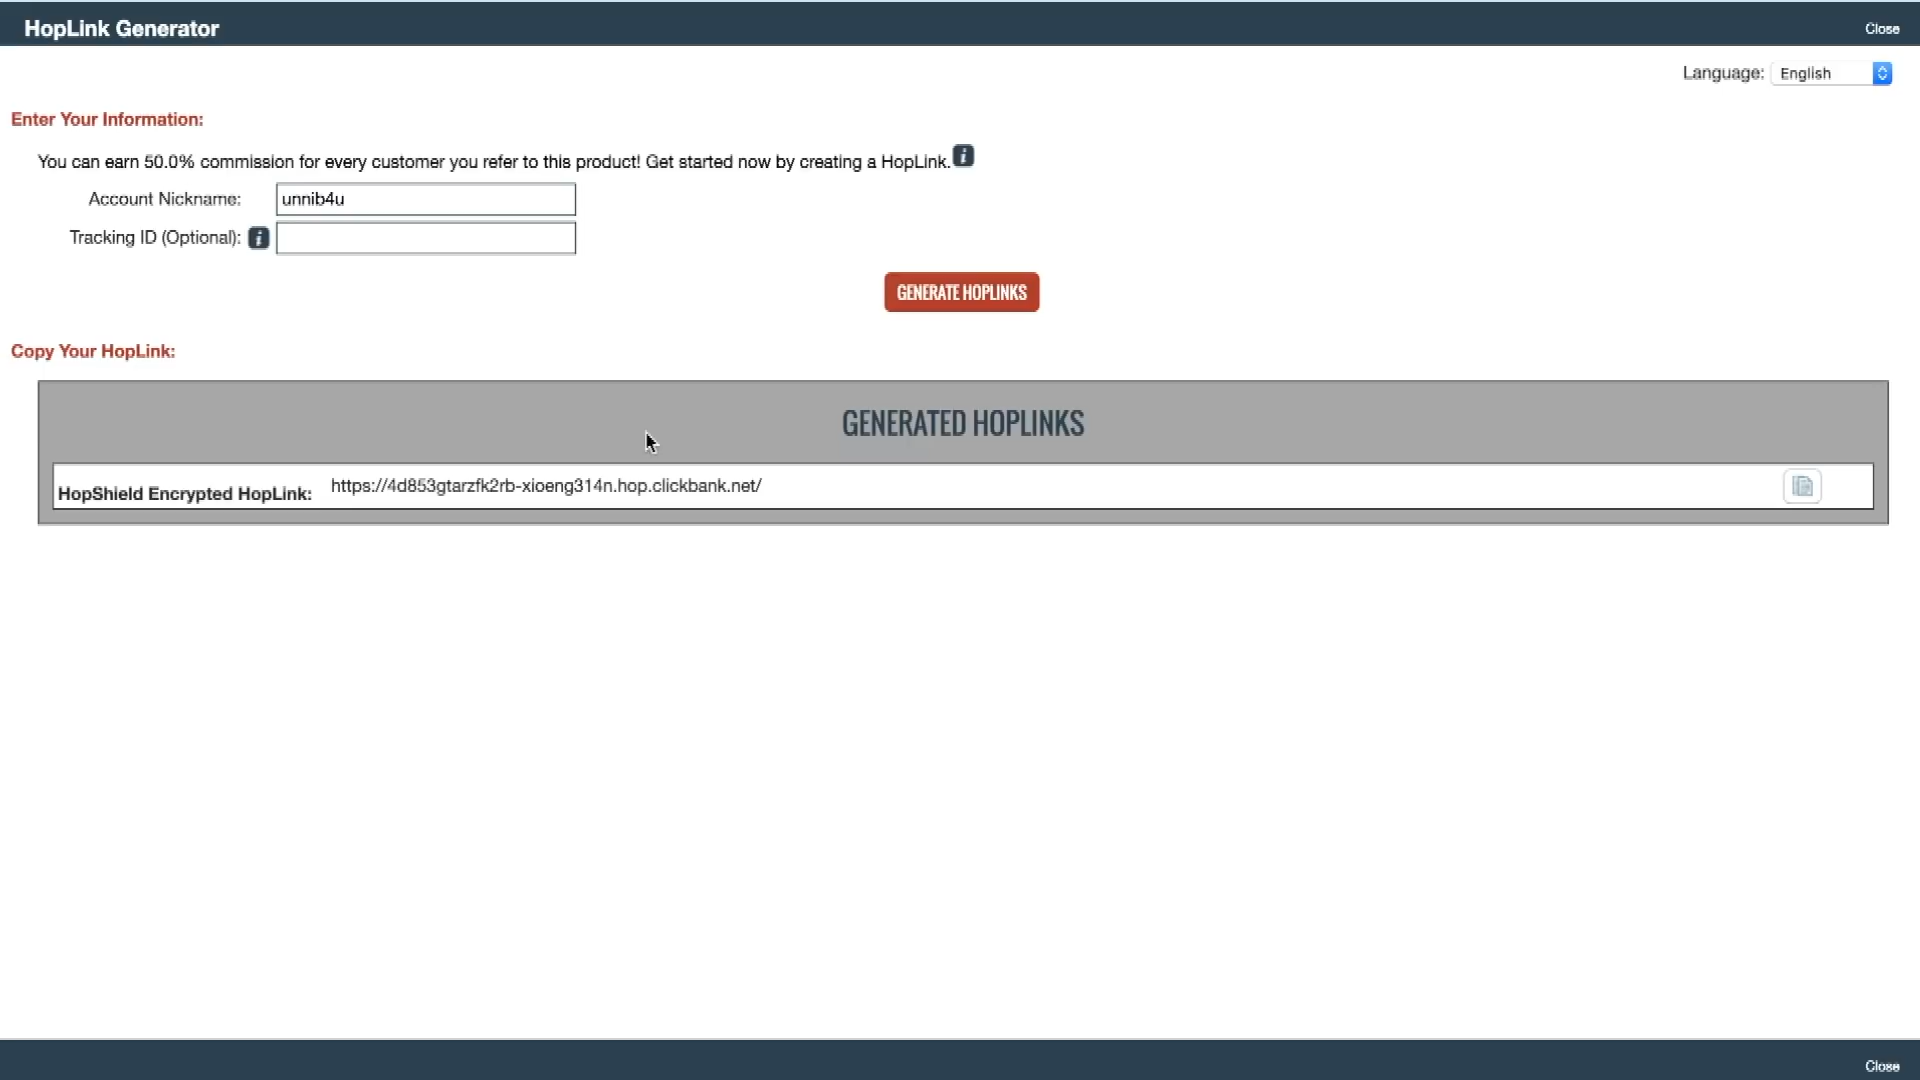 HopLink Generator
Close
Language: English
Enter Your Information:
You can earn 50.0% commission for every customer you refer to this product! Get started now by creating a HopLink.
Account Nickname: unnib4u
Tracking ID (Optional):
GENERATE HOPLINKS
Copy Your HopLink:
GENERATED HOPLINKS
HopShield Encrypted HopLink: https://4d853gtarzfk2rb-xioeng314n.hop.clickbank.net/
Close